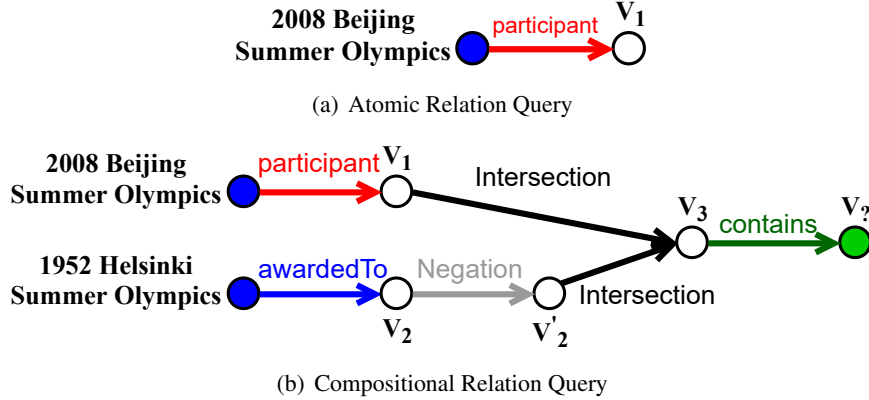 2008 Beijing
Summer Olympics
participant
V1
(a) Atomic Relation Query
2008 Beijing
Summer Olympics
participant
V1
Intersection
V3
contains
V?
1952 Helsinki
Summer Olympics
awardedTo
V2
Negation
V'2
Intersection
(b) Compositional Relation Query